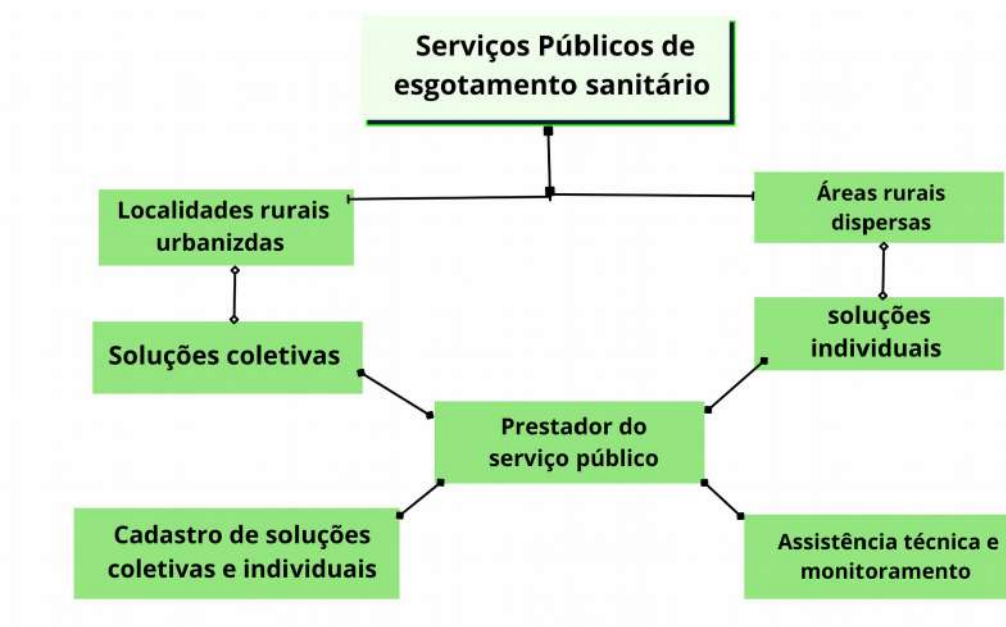 Serviços Públicos de
esgotamento sanitário
Localidades rurais
urbanizdas
Áreas rurais
dispersas
Soluções coletivas
soluções
individuais
Prestador do
serviço público
Cadastro de soluções
coletivas e individuais
Assistência técnica e
monitoramento